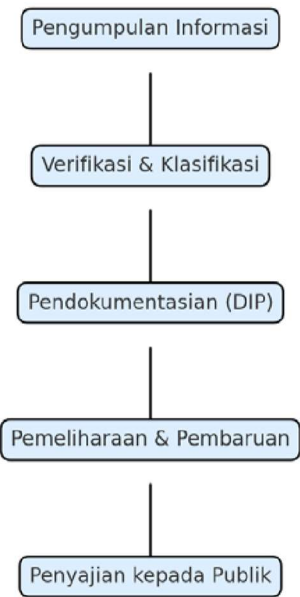 Pengumpulan Informasi
Verifikasi & Klasifikasi
Pendokumentasian (DIP)
Pemeliharaan & Pembaruan
Penyajian kepada Publik